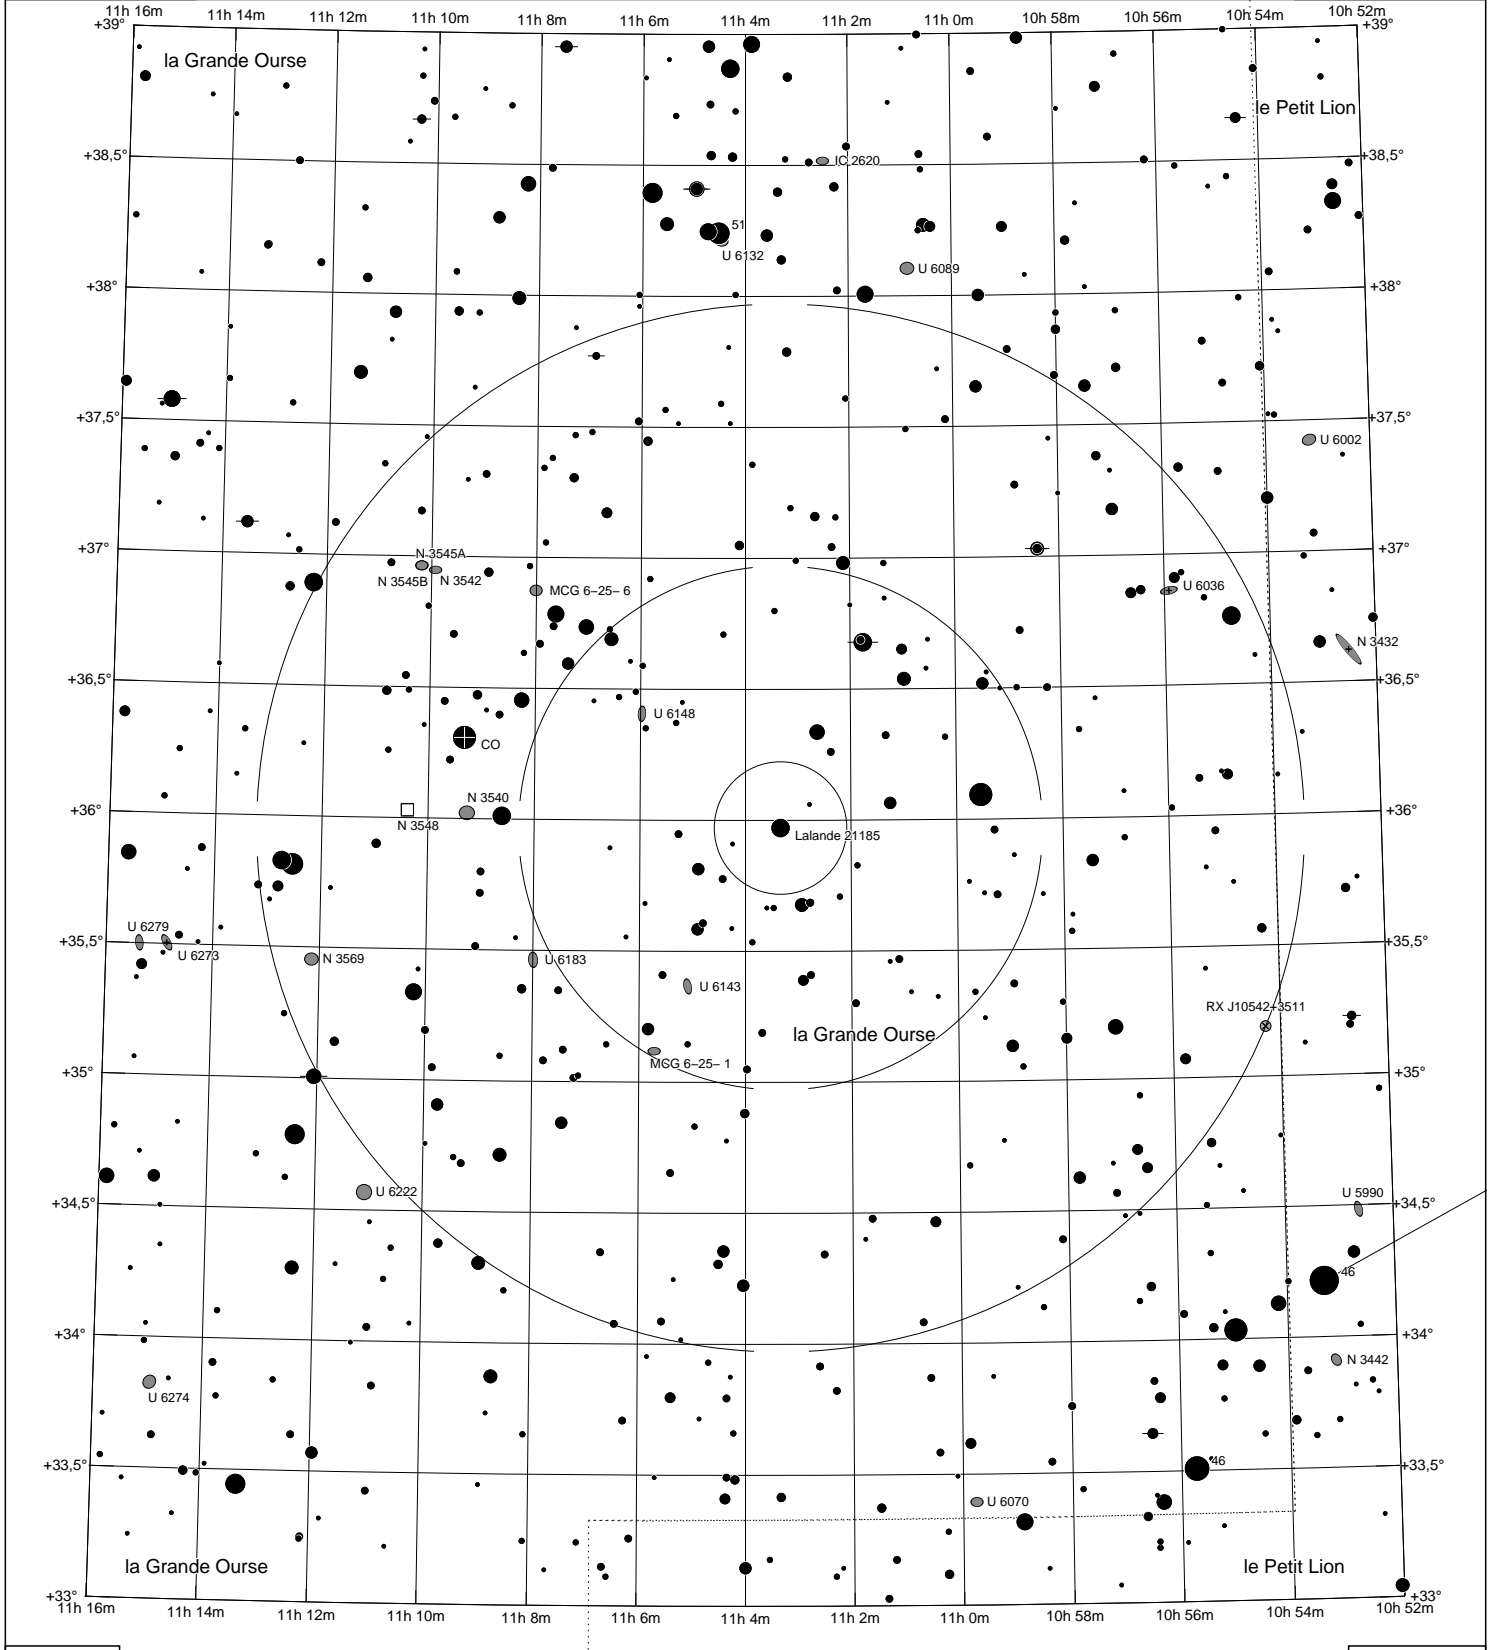 11h 16m 11h 14m 11h 12m 11h 10m 11h 8m 11h 6m 11h 4m 11h 2m 11h 0m 10h 58m 10h 56m 10h 54m 10h 52m
+39° +39°
la Grande Ourse
le Petit Lion
+38,5° IC 2620 +38,5°
51
U 6132
U 6089
+38° +38°
+37,5° +37,5°
U 6002
+37° +37°
N 3545A
N 3545B N 3542
MCG 6−25− 6
U 6036
N 3432
+36,5° +36,5°
U 6148
CO
N 3540
+36° +36°
N 3548
Lalande 21185
U 6279
+35,5° +35,5°
U 6273
N 3569
U 6183
U 6143
RX J10542+3511
la Grande Ourse
MCG 6−25− 1
+35° +35°
U 6222
U 5990
+34,5° +34,5°
46
+34° +34°
N 3442
U 6274
+33,5° 46 +33,5°
U 6070
la Grande Ourse
le Petit Lion
+33° +33°
11h 16m 11h 14m 11h 12m 11h 10m 11h 8m 11h 6m 11h 4m 11h 2m 11h 0m 10h 58m 10h 56m 10h 54m 10h 52m